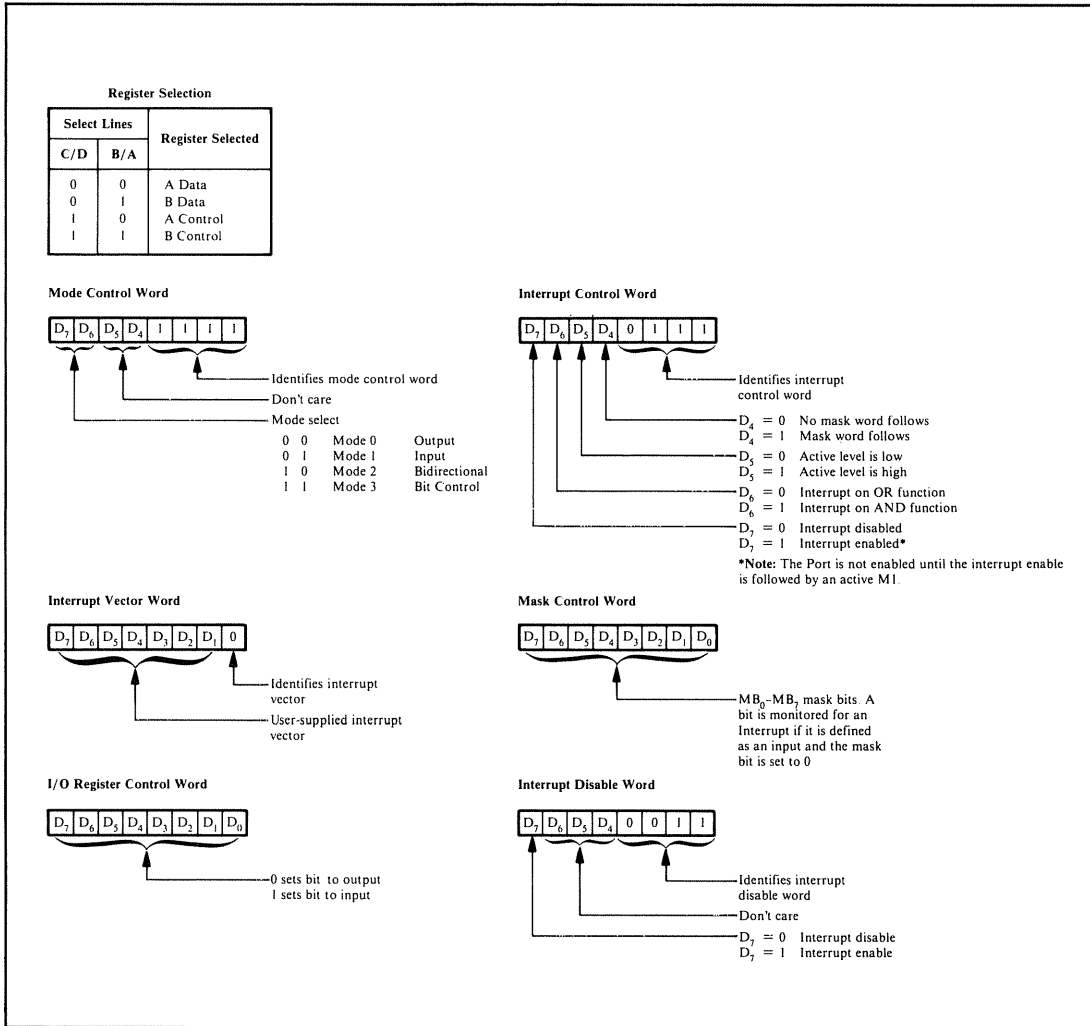 Register Selection
Select Lines
Register Selected
C/D B/A
0 0 A Data
0 1 B Data
1 0 A Control
1 1 B Control
Mode Control Word
D7 D6 D5 D4 1 1 1 1
Identifies mode control word
Don't care
Mode select
0 0 Mode 0 Output
0 1 Mode 1 Input
1 0 Mode 2 Bidirectional
1 1 Mode 3 Bit Control
Interrupt Control Word
D7 D6 D5 D4 0 1 1 1
Identifies interrupt
control word
D4 = 0 No mask word follows
D4 = 1 Mask word follows
D5 = 0 Active level is low
D5 = 1 Active level is high
D6 = 0 Interrupt on OR function
D6 = 1 Interrupt on AND function
D7 = 0 Interrupt disabled
D7 = 1 Interrupt enabled*
*Note: The Port is not enabled until the interrupt enable
is followed by an active M1.
Interrupt Vector Word
D7 D6 D5 D4 D3 D2 D1 0
Identifies interrupt
vector
User-supplied interrupt
vector
Mask Control Word
D7 D6 D5 D4 D3 D2 D1 D0
MB0-MB7 mask bits. A
bit is monitored for an
Interrupt if it is defined
as an input and the mask
bit is set to 0
I/O Register Control Word
D7 D6 D5 D4 D3 D2 D1 D0
0 sets bit to output
1 sets bit to input
Interrupt Disable Word
D7 D6 D5 D4 0 0 1 1
Identifies interrupt
disable word
Don't care
D7 = 0 Interrupt disable
D7 = 1 Interrupt enable